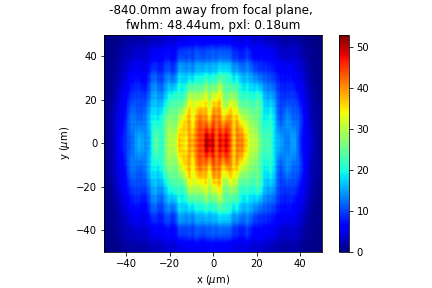 -840.0mm away from focal plane,
fwhm: 48.44um, pxl: 0.18um
40
20
0
−20
−40
y (μm)
−40 −20 0 20 40
x (μm)
50
40
30
20
10
0